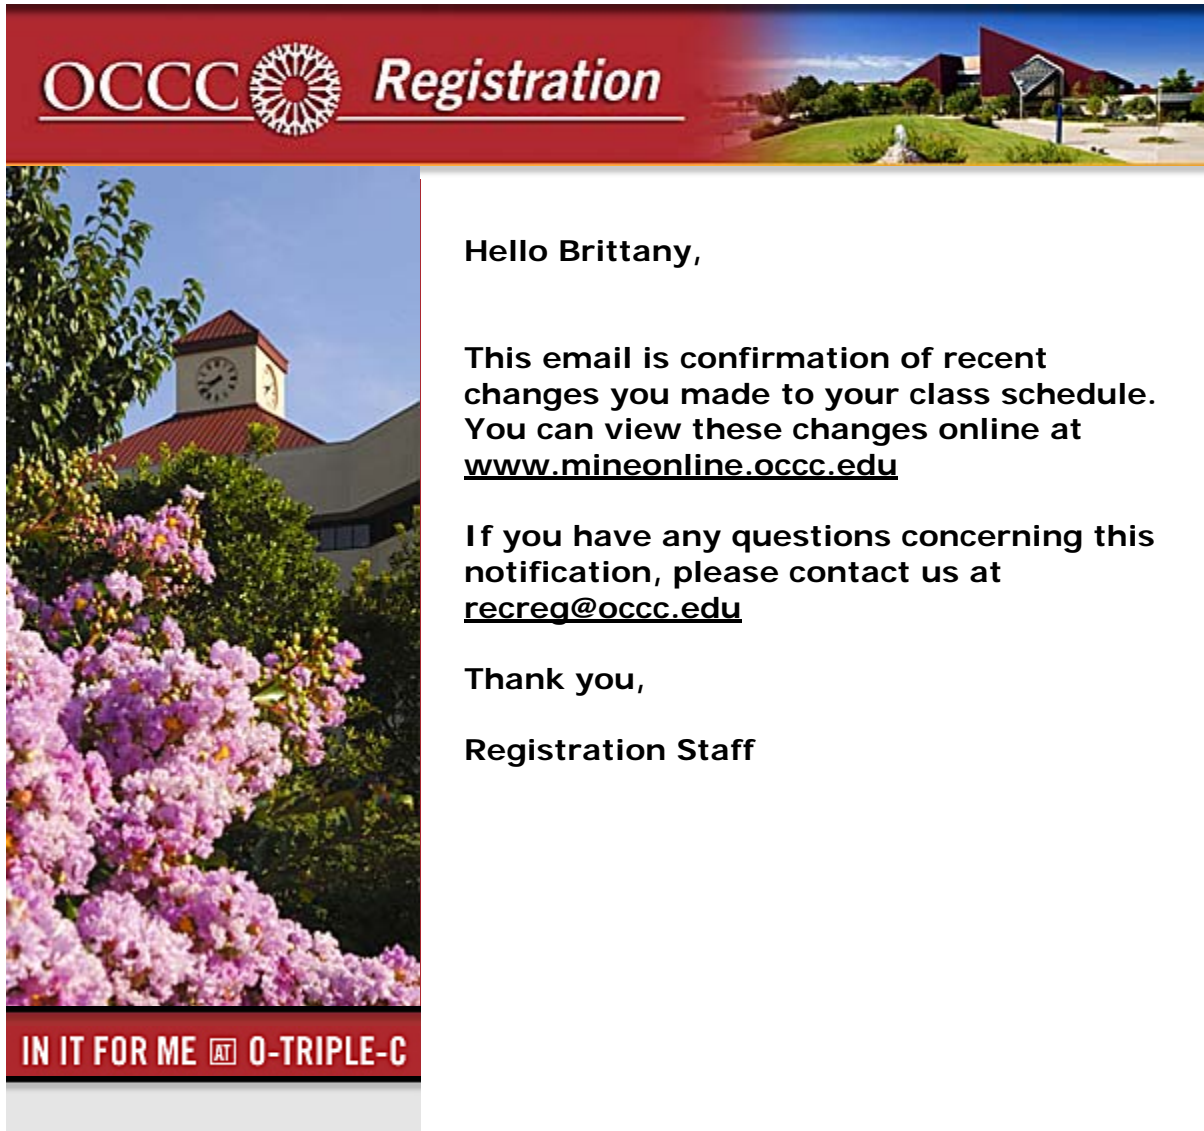 OCCC Registration
Hello Brittany,
This email is confirmation of recent
changes you made to your class schedule.
You can view these changes online at
www.mineonline.occc.edu
If you have any questions concerning this
notification, please contact us at
recreg@occc.edu
Thank you,
Registration Staff
IN IT FOR ME AT O-TRIPLE-C